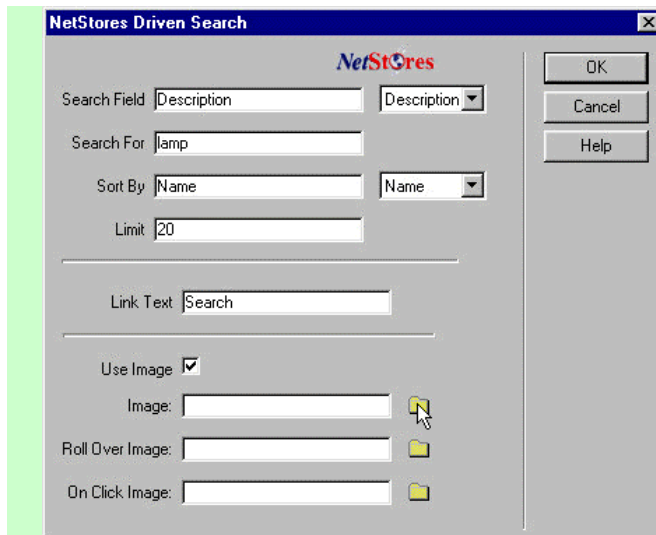 NetStores Driven Search
NetStores
OK
Search Field Description Description
Cancel
Search For lamp
Help
Sort By Name Name
Limit 20
Link Text Search
Use Image
Image:
Roll Over Image:
On Click Image: